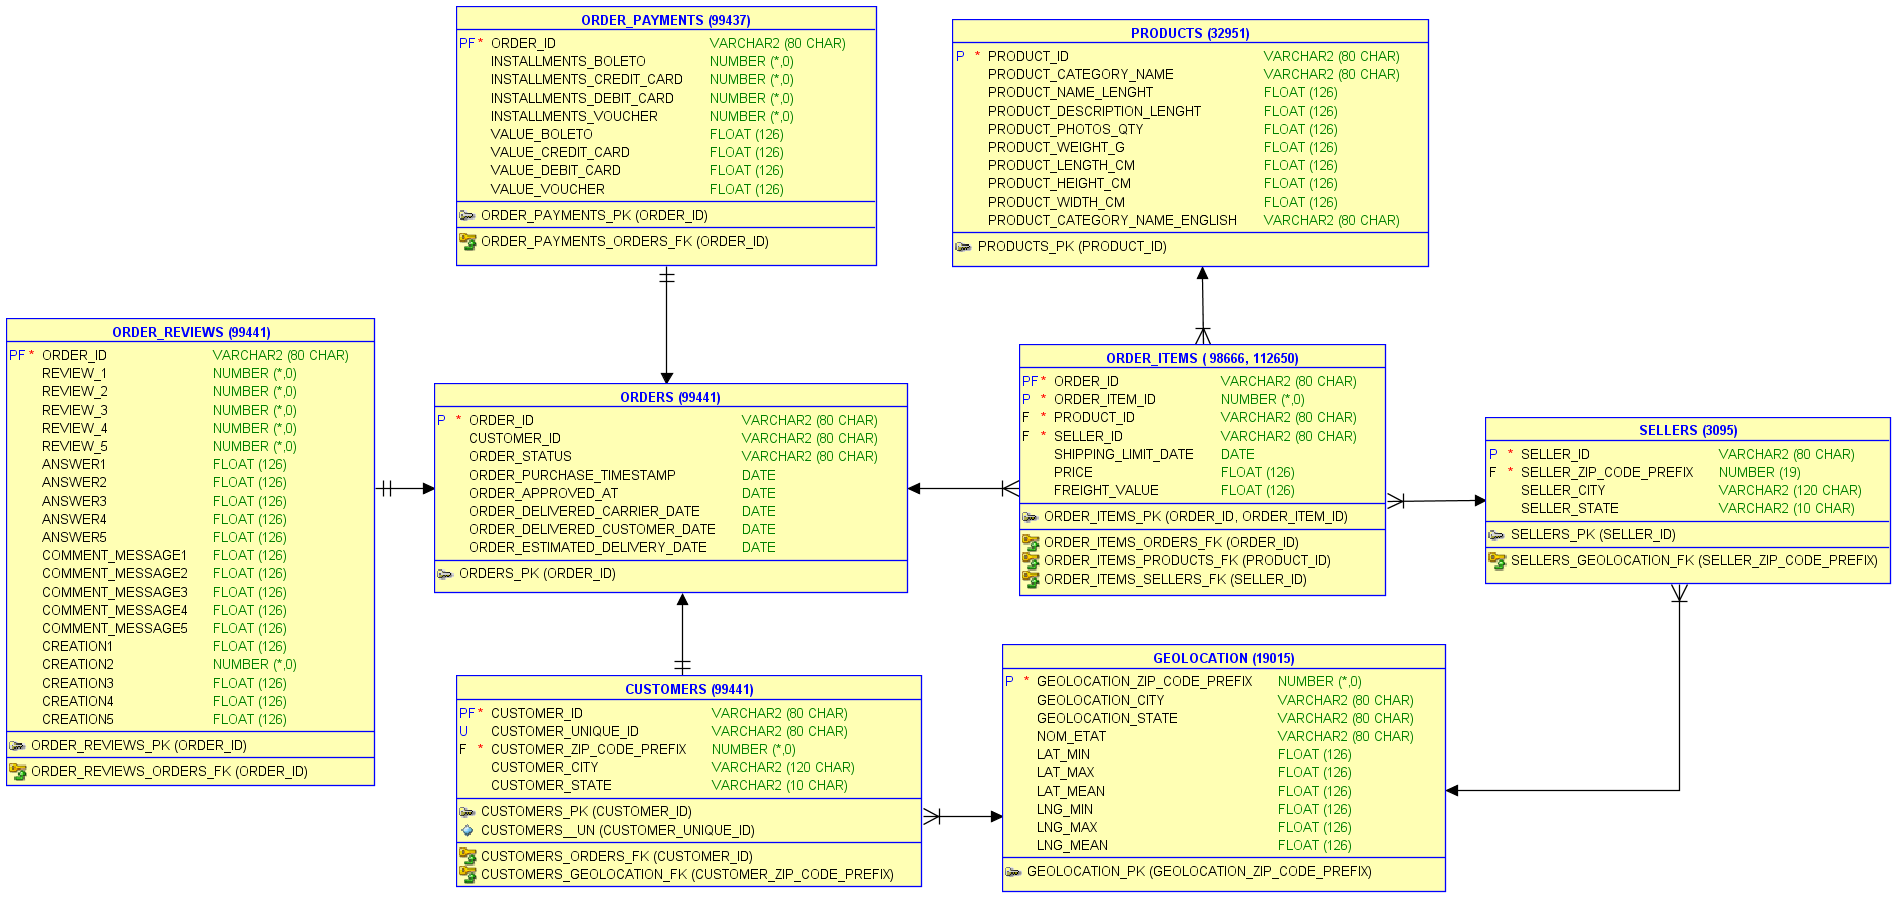 ORDER_PAYMENTS (99437)
PF * ORDER_ID VARCHAR2 (80 CHAR)
INSTALLMENTS_BOLETO NUMBER (*,0)
INSTALLMENTS_CREDIT_CARD NUMBER (*,0)
INSTALLMENTS_DEBIT_CARD NUMBER (*,0)
INSTALLMENTS_VOUCHER NUMBER (*,0)
VALUE_BOLETO FLOAT (126)
VALUE_CREDIT_CARD FLOAT (126)
VALUE_DEBIT_CARD FLOAT (126)
VALUE_VOUCHER FLOAT (126)
ORDER_PAYMENTS_PK (ORDER_ID)
ORDER_PAYMENTS_ORDERS_FK (ORDER_ID)
PRODUCTS (32951)
P * PRODUCT_ID VARCHAR2 (80 CHAR)
PRODUCT_CATEGORY_NAME VARCHAR2 (80 CHAR)
PRODUCT_NAME_LENGHT FLOAT (126)
PRODUCT_DESCRIPTION_LENGHT FLOAT (126)
PRODUCT_PHOTOS_QTY FLOAT (126)
PRODUCT_WEIGHT_G FLOAT (126)
PRODUCT_LENGTH_CM FLOAT (126)
PRODUCT_HEIGHT_CM FLOAT (126)
PRODUCT_WIDTH_CM FLOAT (126)
PRODUCT_CATEGORY_NAME_ENGLISH VARCHAR2 (80 CHAR)
PRODUCTS_PK (PRODUCT_ID)
ORDER_REVIEWS (99441)
PF * ORDER_ID VARCHAR2 (80 CHAR)
REVIEW_1 NUMBER (*,0)
REVIEW_2 NUMBER (*,0)
REVIEW_3 NUMBER (*,0)
REVIEW_4 NUMBER (*,0)
REVIEW_5 NUMBER (*,0)
ANSWER1 FLOAT (126)
ANSWER2 FLOAT (126)
ANSWER3 FLOAT (126)
ANSWER4 FLOAT (126)
ANSWER5 FLOAT (126)
COMMENT_MESSAGE1 FLOAT (126)
COMMENT_MESSAGE2 FLOAT (126)
COMMENT_MESSAGE3 FLOAT (126)
COMMENT_MESSAGE4 FLOAT (126)
COMMENT_MESSAGE5 FLOAT (126)
CREATION1 FLOAT (126)
CREATION2 NUMBER (*,0)
CREATION3 FLOAT (126)
CREATION4 FLOAT (126)
CREATION5 FLOAT (126)
ORDER_REVIEWS_PK (ORDER_ID)
ORDER_REVIEWS_ORDERS_FK (ORDER_ID)
ORDERS (99441)
P * ORDER_ID VARCHAR2 (80 CHAR)
CUSTOMER_ID VARCHAR2 (80 CHAR)
ORDER_STATUS VARCHAR2 (80 CHAR)
ORDER_PURCHASE_TIMESTAMP DATE
ORDER_APPROVED_AT DATE
ORDER_DELIVERED_CARRIER_DATE DATE
ORDER_DELIVERED_CUSTOMER_DATE DATE
ORDER_ESTIMATED_DELIVERY_DATE DATE
ORDERS_PK (ORDER_ID)
ORDER_ITEMS ( 98666, 112650)
PF * ORDER_ID VARCHAR2 (80 CHAR)
P * ORDER_ITEM_ID NUMBER (*,0)
F * PRODUCT_ID VARCHAR2 (80 CHAR)
F * SELLER_ID VARCHAR2 (80 CHAR)
SHIPPING_LIMIT_DATE DATE
PRICE FLOAT (126)
FREIGHT_VALUE FLOAT (126)
ORDER_ITEMS_PK (ORDER_ID, ORDER_ITEM_ID)
ORDER_ITEMS_ORDERS_FK (ORDER_ID)
ORDER_ITEMS_PRODUCTS_FK (PRODUCT_ID)
ORDER_ITEMS_SELLERS_FK (SELLER_ID)
SELLERS (3095)
P * SELLER_ID VARCHAR2 (80 CHAR)
F * SELLER_ZIP_CODE_PREFIX NUMBER (19)
SELLER_CITY VARCHAR2 (120 CHAR)
SELLER_STATE VARCHAR2 (10 CHAR)
SELLERS_PK (SELLER_ID)
SELLERS_GEOLOCATION_FK (SELLER_ZIP_CODE_PREFIX)
CUSTOMERS (99441)
PF * CUSTOMER_ID VARCHAR2 (80 CHAR)
U CUSTOMER_UNIQUE_ID VARCHAR2 (80 CHAR)
F * CUSTOMER_ZIP_CODE_PREFIX NUMBER (*,0)
CUSTOMER_CITY VARCHAR2 (120 CHAR)
CUSTOMER_STATE VARCHAR2 (10 CHAR)
CUSTOMERS_PK (CUSTOMER_ID)
CUSTOMERS__UN (CUSTOMER_UNIQUE_ID)
CUSTOMERS_ORDERS_FK (CUSTOMER_ID)
CUSTOMERS_GEOLOCATION_FK (CUSTOMER_ZIP_CODE_PREFIX)
GEOLOCATION (19015)
P * GEOLOCATION_ZIP_CODE_PREFIX NUMBER (*,0)
GEOLOCATION_CITY VARCHAR2 (80 CHAR)
GEOLOCATION_STATE VARCHAR2 (80 CHAR)
NOM_ETAT VARCHAR2 (80 CHAR)
LAT_MIN FLOAT (126)
LAT_MAX FLOAT (126)
LAT_MEAN FLOAT (126)
LNG_MIN FLOAT (126)
LNG_MAX FLOAT (126)
LNG_MEAN FLOAT (126)
GEOLOCATION_PK (GEOLOCATION_ZIP_CODE_PREFIX)